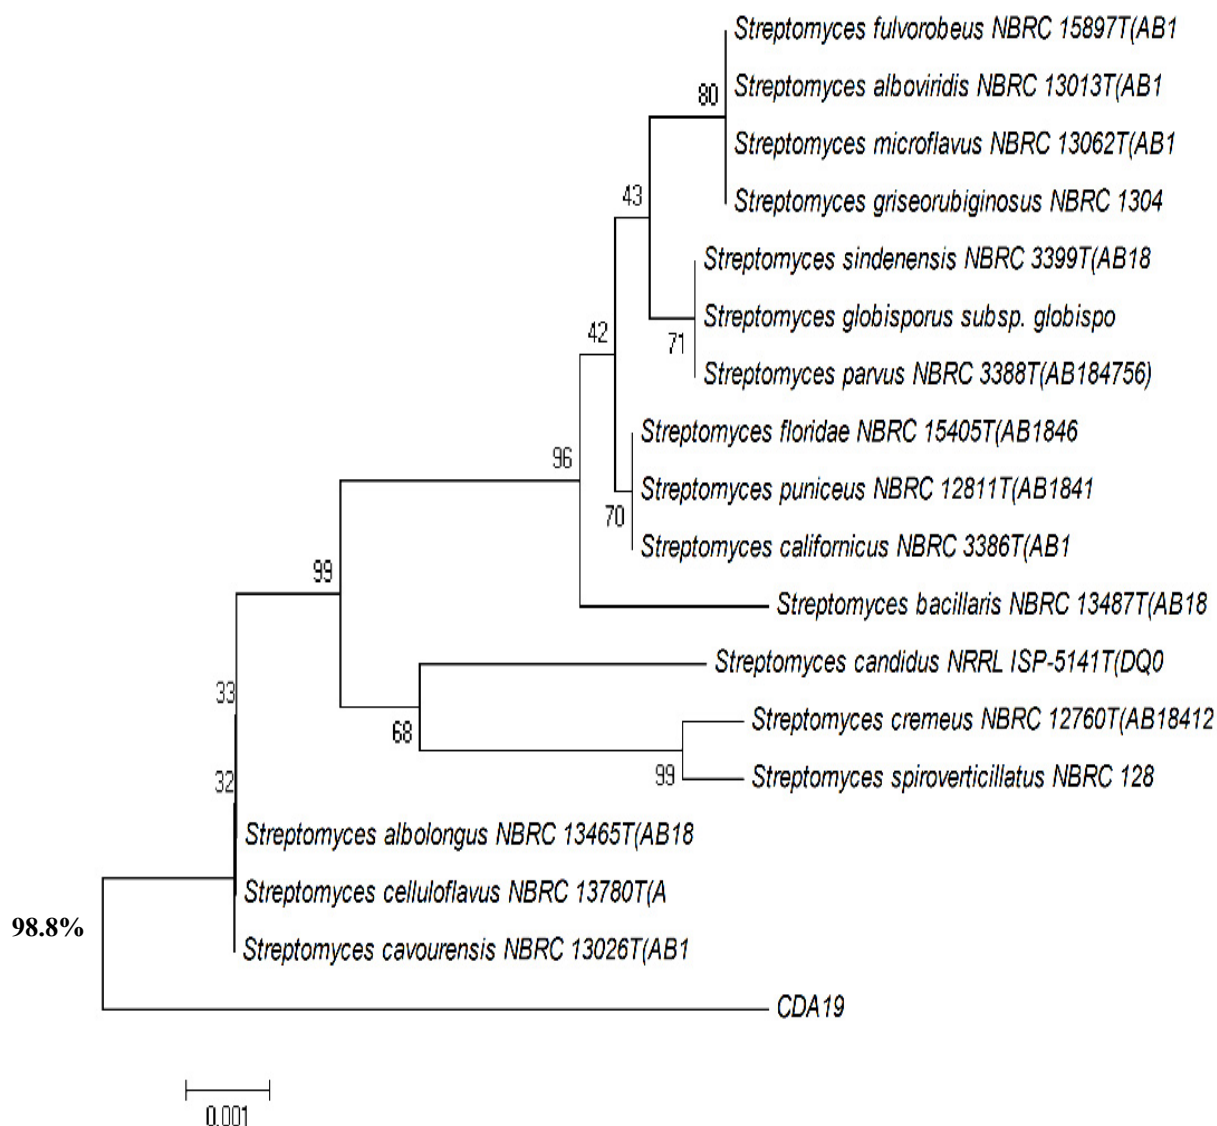 Streptomyces fulvorobeus NBRC 15897T(AB1
80
Streptomyces alboviridis NBRC 13013T(AB1
Streptomyces microflavus NBRC 13062T(AB1
43
Streptomyces griseorubiginosus NBRC 1304
Streptomyces sindenensis NBRC 3399T(AB18
Streptomyces globisporus subsp. globispo
42
71
Streptomyces parvus NBRC 3388T(AB184756)
Streptomyces floridae NBRC 15405T(AB1846
96
Streptomyces puniceus NBRC 12811T(AB1841
70
Streptomyces californicus NBRC 3386T(AB1
99
Streptomyces bacillaris NBRC 13487T(AB18
Streptomyces candidus NRRL ISP-5141T(DQ0
33
Streptomyces cremeus NBRC 12760T(AB18412
68
Streptomyces spiroverticillatus NBRC 128
99
32
Streptomyces albolongus NBRC 13465T(AB18
Streptomyces celluloflavus NBRC 13780T(A
98.8%
Streptomyces cavourensis NBRC 13026T(AB1
CDA19
0.001